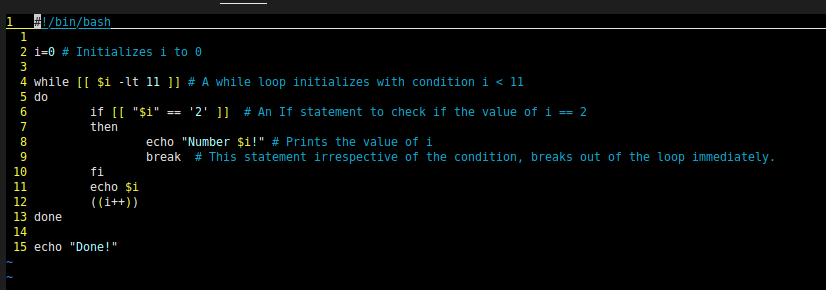 1 #!/bin/bash
1
2 i=0 # Initializes i to 0
3
4 while [[ $i -lt 11 ]] # A while loop initializes with condition i < 11
5 do
6 if [[ "$i" == '2' ]] # An If statement to check if the value of i == 2
7 then
8 echo "Number $i!" # Prints the value of i
9 break # This statement irrespective of the condition, breaks out of the loop immediately.
10 fi
11 echo $i
12 ((i++))
13 done
14
15 echo "Done!"
~
~